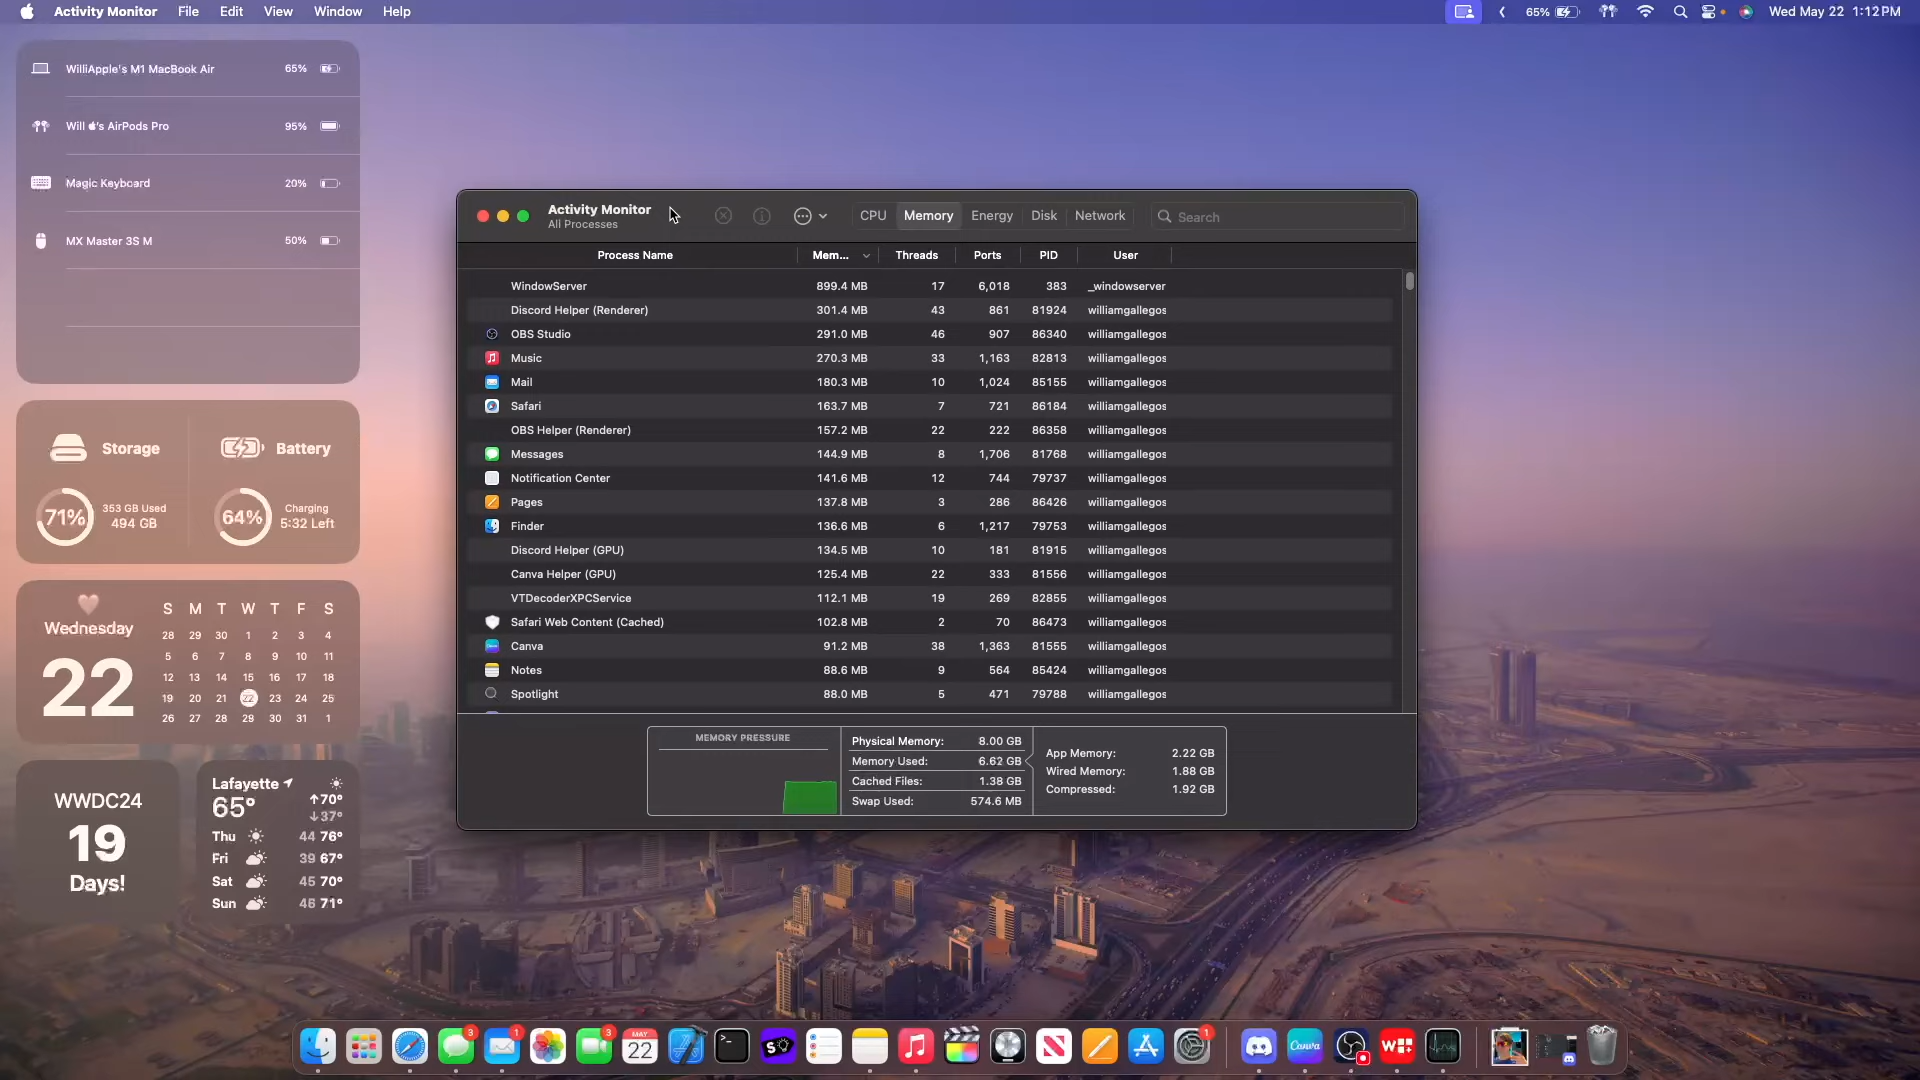 Activity Monitor File Edit View Window Help
65% Wed May 22 1:12 PM
WilliApple's M1 MacBook Air 65%
Will 's AirPods Pro 95%
Magic Keyboard 20%
MX Master 3S M 50%
Storage
71% 353 GB Used
494 GB
Battery
64% Charging
5:32 Left
Wednesday
22
S M T W T F S
28 29 30 1 2 3 4
5 6 7 8 9 10 11
12 13 14 15 16 17 18
19 20 21 22 23 24 25
26 27 28 29 30 31 1
WWDC24
19
Days!
Lafayette
65° ↑70°
↓37°
Thu 44 76°
Fri 39 67°
Sat 45 70°
Sun 71°
Activity Monitor
All Processes
CPU Memory Energy Disk Network Search
Process Name Mem... Threads Ports PID User
WindowServer 899.4 MB 17 6,018 383 _windowserver
Discord Helper (Renderer) 301.4 MB 43 861 81924 williamgallegos
OBS Studio 291.0 MB 46 907 86340 williamgallegos
Music 270.3 MB 33 1,163 82813 williamgallegos
Mail 180.3 MB 10 1,024 85155 williamgallegos
Safari 163.7 MB 7 721 86184 williamgallegos
OBS Helper (Renderer) 157.2 MB 22 222 86358 williamgallegos
Messages 144.9 MB 8 1,706 81768 williamgallegos
Notification Center 141.6 MB 12 744 79737 williamgallegos
Pages 137.8 MB 3 286 86426 williamgallegos
Finder 136.6 MB 6 1,217 79753 williamgallegos
Discord Helper (GPU) 134.5 MB 10 181 81915 williamgallegos
Canva Helper (GPU) 125.4 MB 22 333 81556 williamgallegos
VTDecoderXPCService 112.1 MB 19 269 82855 williamgallegos
Safari Web Content (Cached) 102.8 MB 2 70 86473 williamgallegos
Canva 91.2 MB 38 1,363 81555 williamgallegos
Notes 88.6 MB 9 564 85424 williamgallegos
Spotlight 88.0 MB 5 471 79788 williamgallegos
MEMORY PRESSURE
Physical Memory: 8.00 GB
Memory Used: 6.62 GB
Cached Files: 1.38 GB
Swap Used: 574.6 MB
App Memory: 2.22 GB
Wired Memory: 1.88 GB
Compressed: 1.92 GB
3 1 3 MAY 22 1
Canva